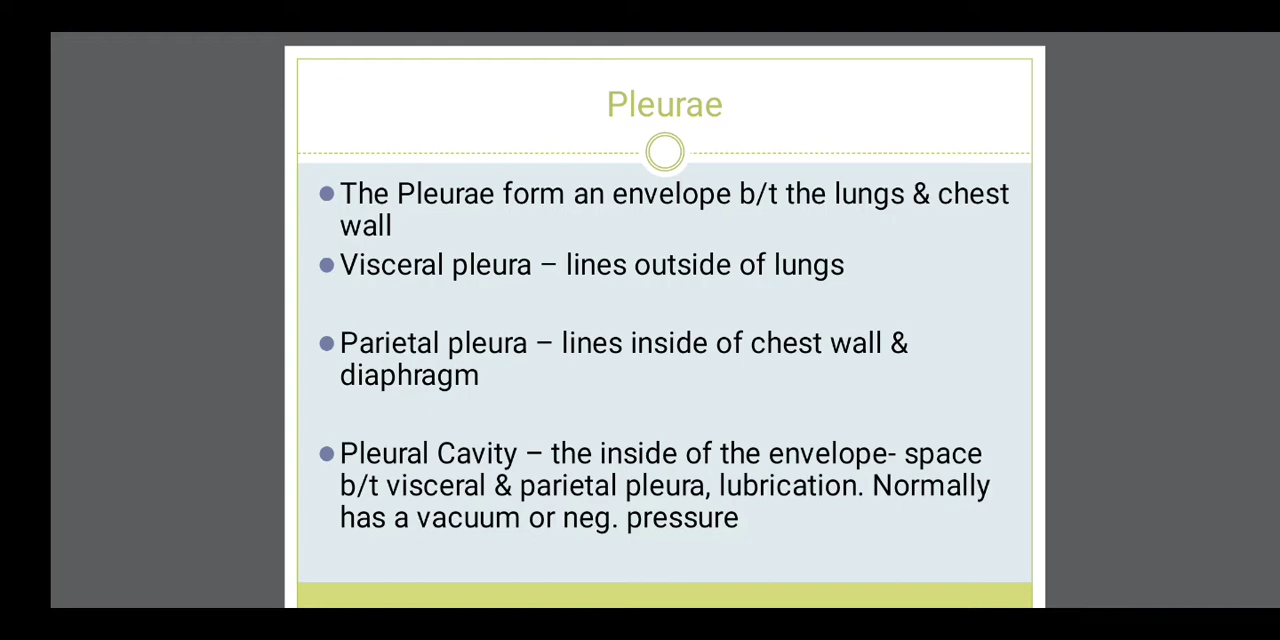 Pleurae
The Pleurae form an envelope b/t the lungs & chest
wall
Visceral pleura – lines outside of lungs
Parietal pleura – lines inside of chest wall &
diaphragm
Pleural Cavity – the inside of the envelope- space
b/t visceral & parietal pleura, lubrication. Normally
has a vacuum or neg. pressure